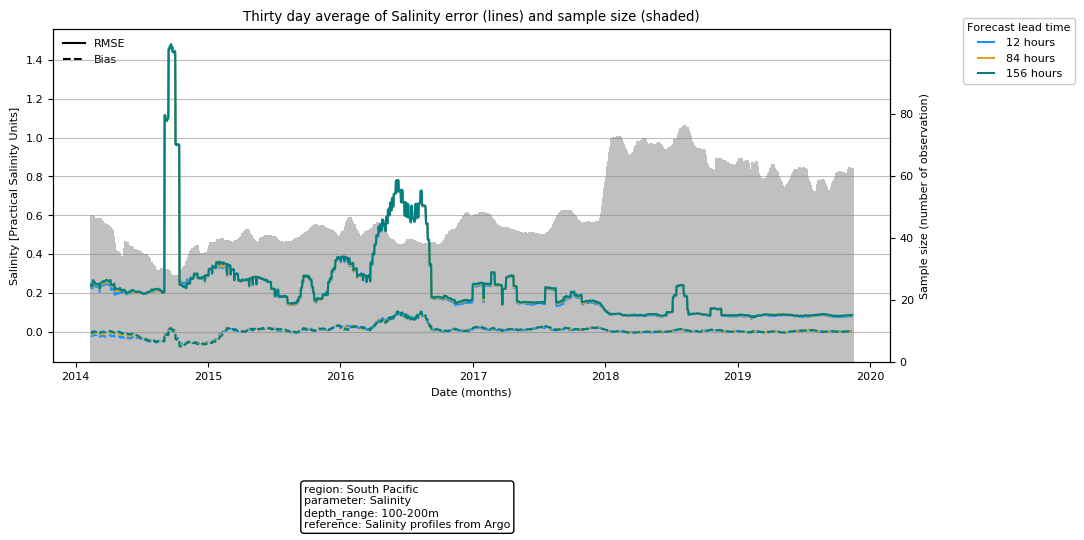 Thirty day average of Salinity error (lines) and sample size (shaded)
Forecast lead time
12 hours
84 hours
156 hours
RMSE
Bias
Salinity [Practical Salinity Units]
1.4
1.2
1.0
0.8
0.6
0.4
0.2
0.0
80
60
40
20
0
Sample size (number of observation)
2014 2015 2016 2017 2018 2019 2020
Date (months)
region: South Pacific
parameter: Salinity
depth_range: 100-200m
reference: Salinity profiles from Argo